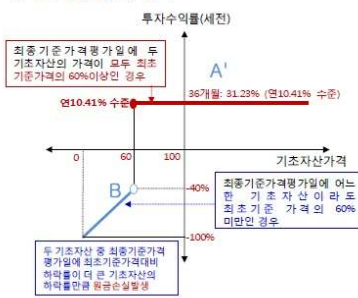 투자수익률(세전)
최종기준가격평가일에 두
기초자산의 가격이 모두 최초
기준가격의 60%이상인 경우
A'
36개월: 31.23% (연10.41% 수준)
연10.41% 수준
0
60
100
기초자산가격
B
-40%
최종기준가격평가일에 어느
한 기초자산이라도
최초기준 가격의 60%
미만인 경우
-100%
두 기초자산 중 최종기준가격
평가일에 최초기준가격대비
하락률이 더 큰 기초자산의
하락률만큼 원금손실발생